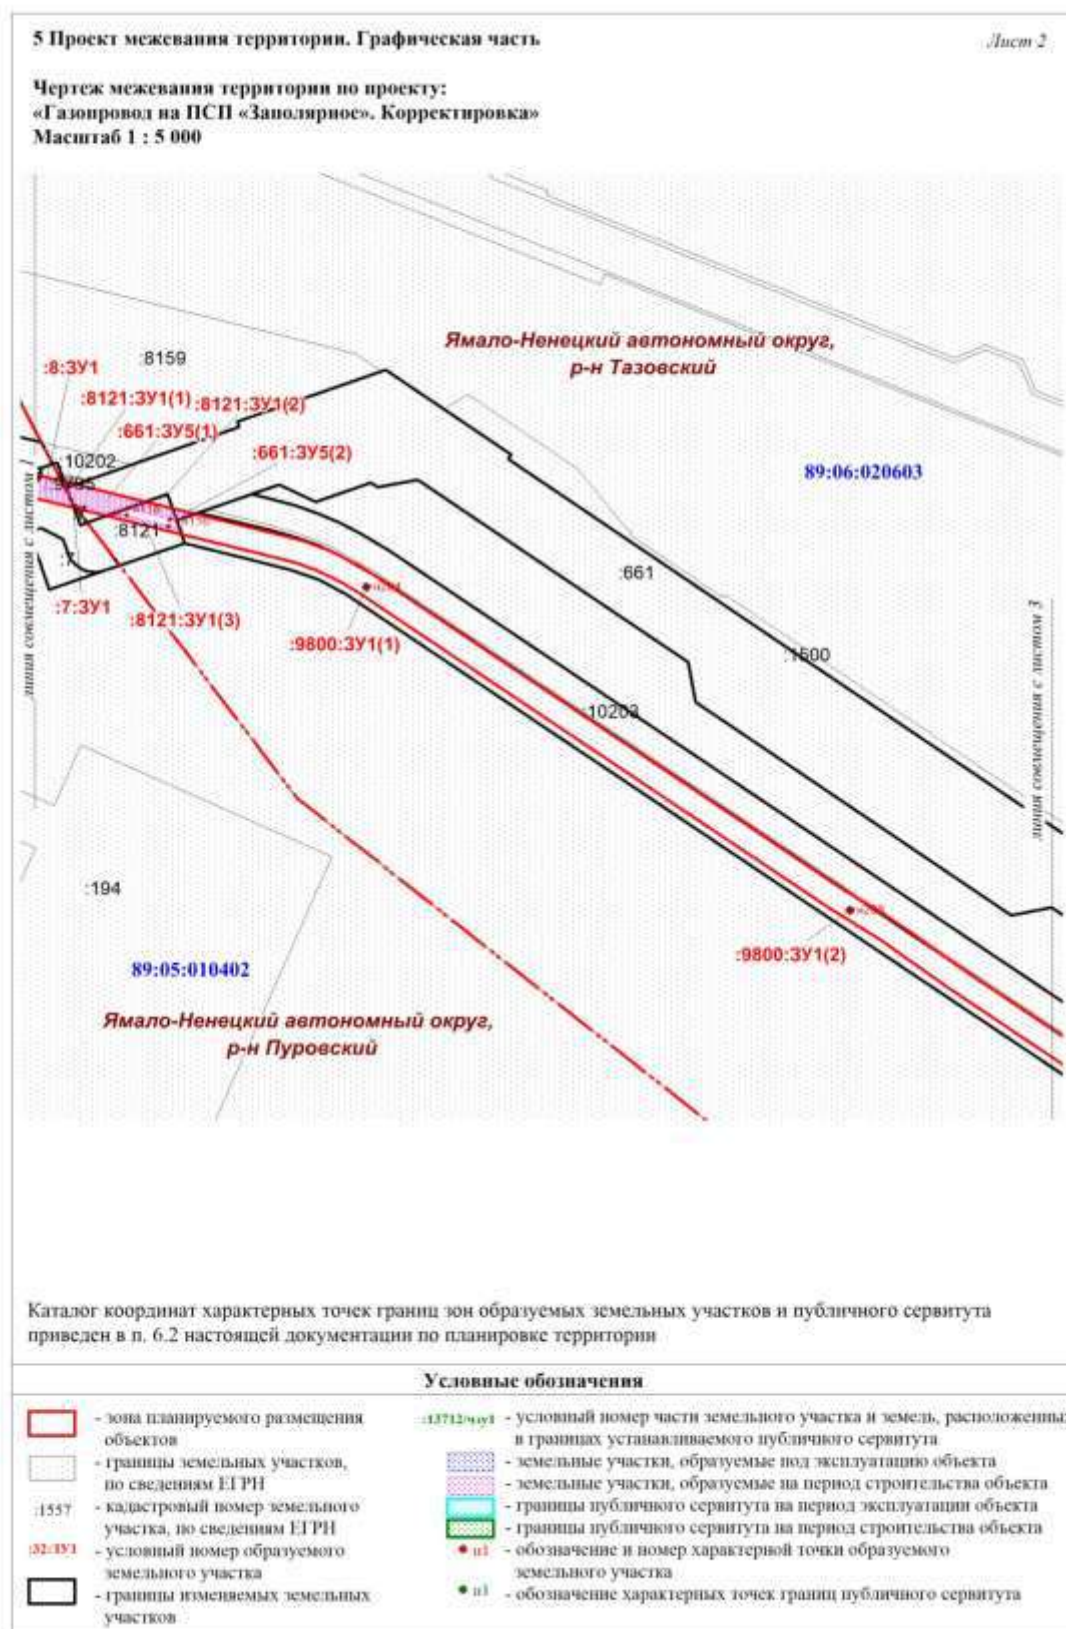 5 Проект межевания территории. Графическая часть
Лист 2
Чертеж межевания территории по проекту:
«Газопровод на ПСП «Заполярное». Корректировка»
Масштаб 1 : 5 000
Ямало-Ненецкий автономный округ,
р-н Тазовский
:8159
:8:ЗУ1
:8121:ЗУ1(1)
:8121:ЗУ1(2)
:661:ЗУ5(1)
:661:ЗУ5(2)
:10202
89:06:020603
:8121
:7
:661
:7:ЗУ1
:8121:ЗУ1(3)
:9800:ЗУ1(1)
:1500
:10203
линия совмещения с листом 1
линия совмещения с листом 3
:194
:9800:ЗУ1(2)
89:05:010402
Ямало-Ненецкий автономный округ,
р-н Пуровский
Каталог координат характерных точек границ зон образуемых земельных участков и публичного сервитута
приведен в п. 6.2 настоящей документации по планировке территории
Условные обозначения
- зона планируемого размещения
объектов
- границы земельных участков,
по сведениям ЕГРН
:1557 - кадастровый номер земельного
участка, по сведениям ЕГРН
:32:ЗУ1 - условный номер образуемого
земельного участка
- границы изменяемых земельных
участков
:13712/чзу1 - условный номер части земельного участка и земель, расположенных
в границах устанавливаемого публичного сервитута
- земельные участки, образуемые под эксплуатацию объекта
- земельные участки, образуемые на период строительства объекта
- границы публичного сервитута на период эксплуатации объекта
- границы публичного сервитута на период строительства объекта
н1 - обозначение и номер характерной точки образуемого
земельного участка
н1 - обозначение характерных точек границ публичного сервитута